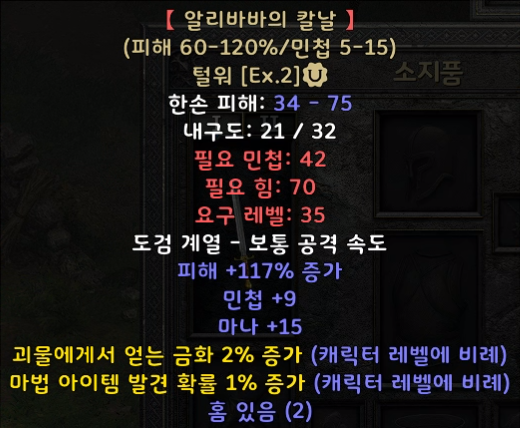 【 알리바바의 칼날 】
(피해 60-120%/민첩 5-15)
털워 [Ex.2]
소지품
한손 피해: 34 - 75
내구도: 21 / 32
필요 민첩: 42
필요 힘: 70
요구 레벨: 35
도검 계열 - 보통 공격 속도
피해 +117% 증가
민첩 +9
마나 +15
괴물에게서 얻는 금화 2% 증가 (캐릭터 레벨에 비례)
마법 아이템 발견 확률 1% 증가 (캐릭터 레벨에 비례)
홈 있음 (2)